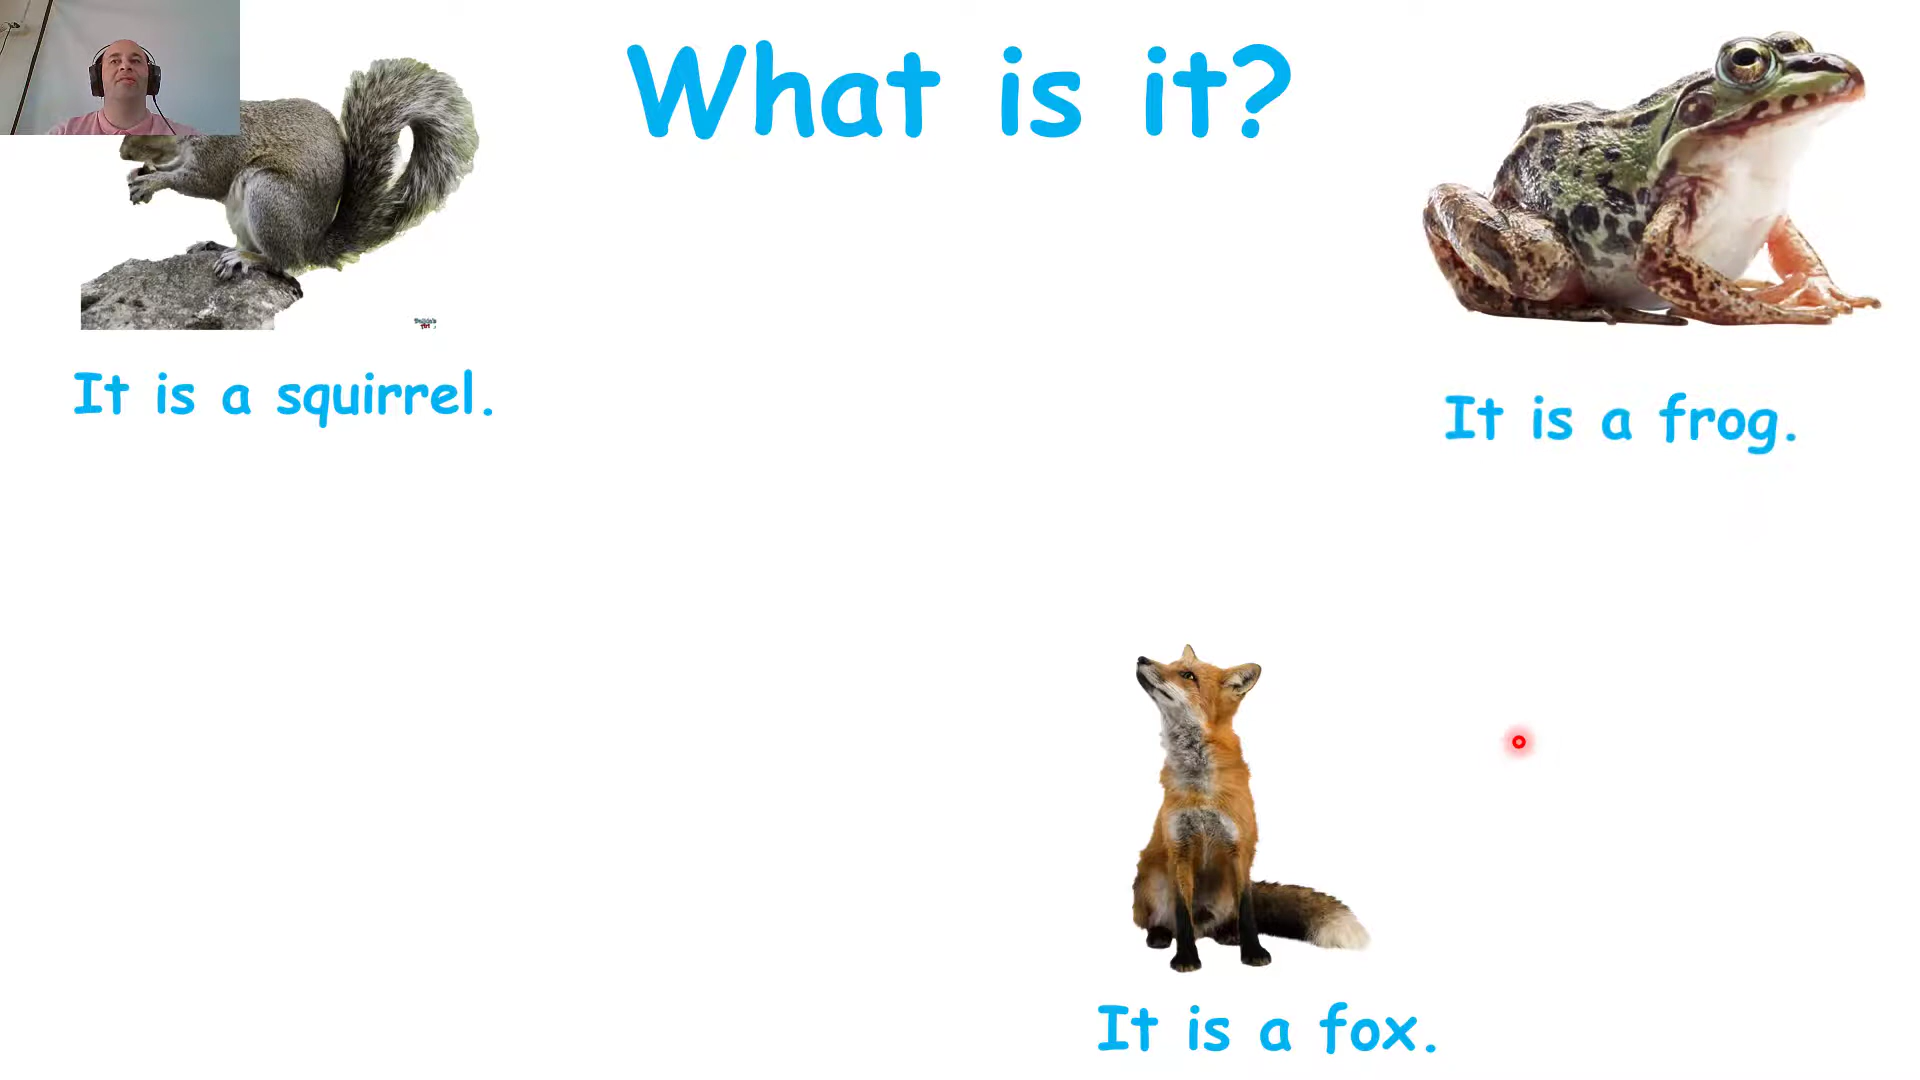 What is it?
It is a squirrel.
It is a frog.
It is a fox.